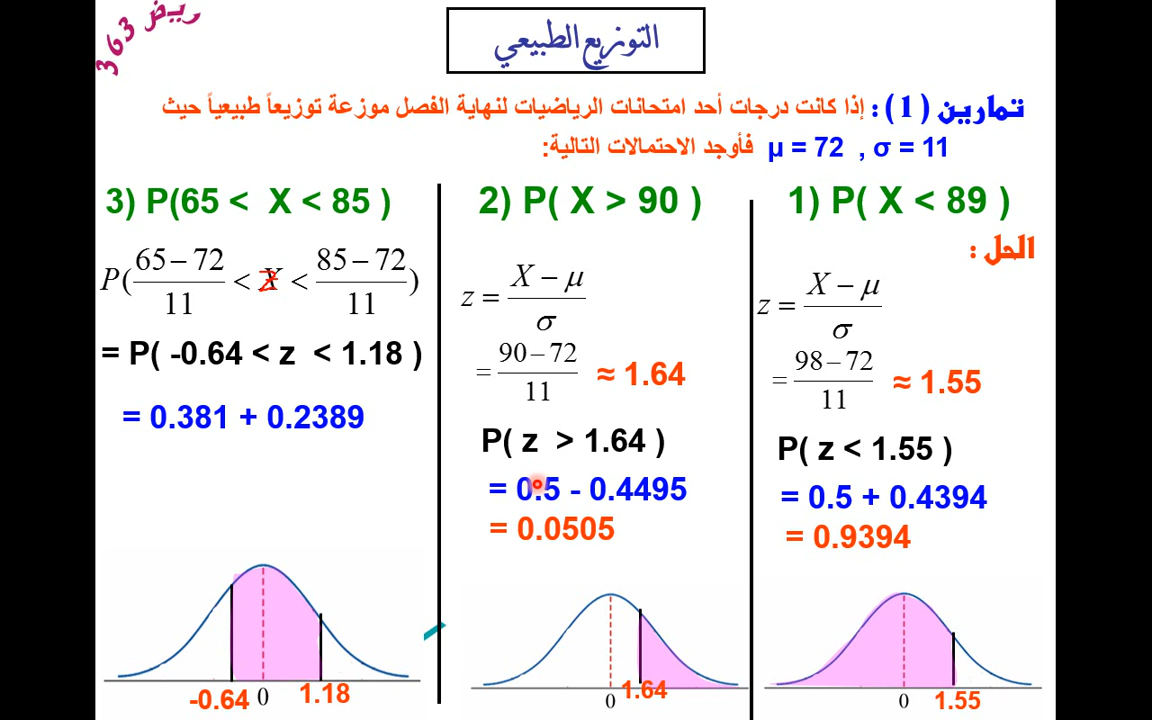 ريض 363
التوزيع الطبيعي
تمارين (1): إذا كانت درجات أحد امتحانات الرياضيات لنهاية الفصل موزعة توزيعاً طبيعياً حيث
μ = 72 , σ = 11 فأوجد الاحتمالات التالية:
1) P( X < 89 )
الحل:
z = (X − μ)/σ
= (98 − 72)/11 ≈ 1.55
P( z < 1.55 )
= 0.5 + 0.4394
= 0.9394
0 1.55
2) P( X > 90 )
z = (X − μ)/σ
= (90 − 72)/11 ≈ 1.64
P( z > 1.64 )
= 0.5 - 0.4495
= 0.0505
0 1.64
3) P(65 < X < 85 )
P((65 − 72)/11 < z < (85 − 72)/11)
= P( -0.64 < z < 1.18 )
= 0.381 + 0.2389
-0.64 0 1.18